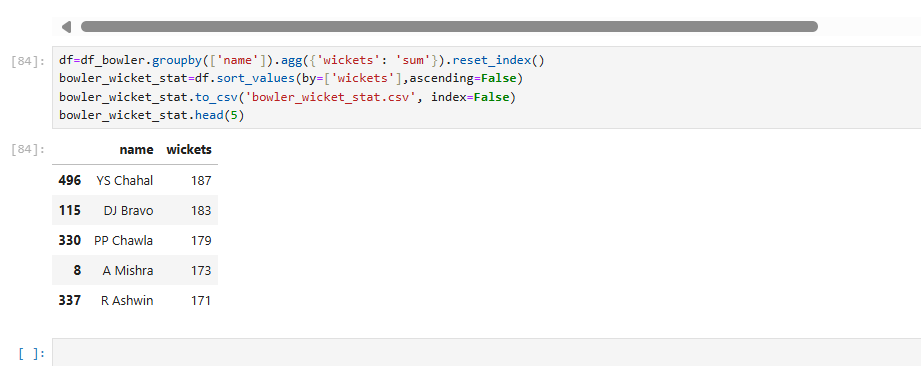 [84]: df=df_bowler.groupby(['name']).agg({'wickets': 'sum'}).reset_index()
bowler_wicket_stat=df.sort_values(by=['wickets'],ascending=False)
bowler_wicket_stat.to_csv('bowler_wicket_stat.csv', index=False)
bowler_wicket_stat.head(5)
[84]: name wickets
496 YS Chahal 187
115 DJ Bravo 183
330 PP Chawla 179
8 A Mishra 173
337 R Ashwin 171
[ ]: